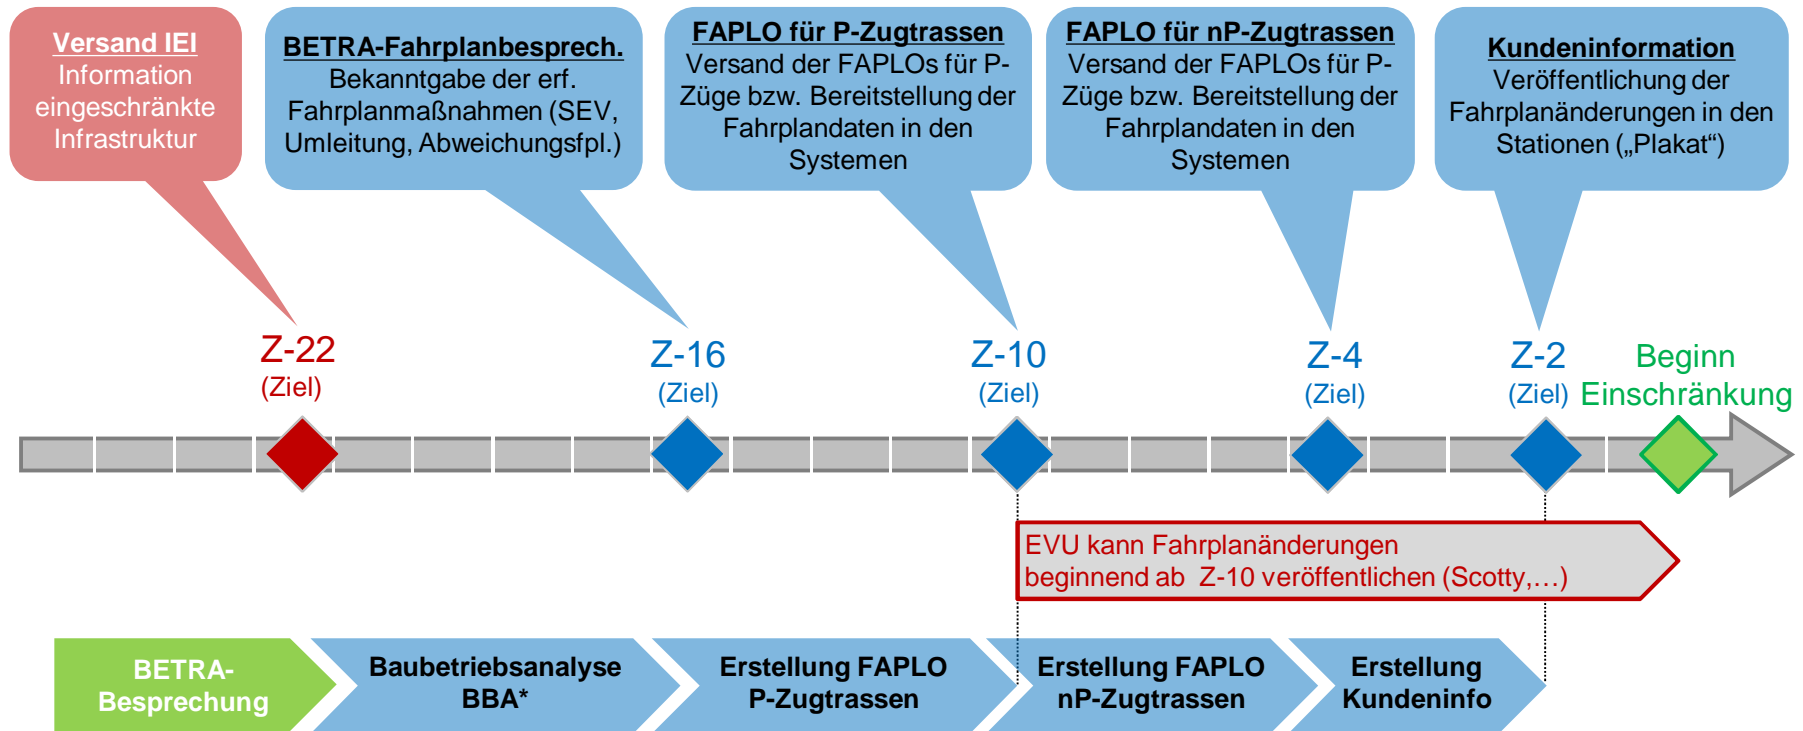 Versand IEI
Information
eingeschränkte
Infrastruktur
BETRA-Fahrplanbesprech.
Bekanntgabe der erf.
Fahrplanmaßnahmen (SEV,
Umleitung, Abweichungsfpl.)
FAPLO für P-Zugtrassen
Versand der FAPLOs für P-
Züge bzw. Bereitstellung der
Fahrplandaten in den
Systemen
FAPLO für nP-Zugtrassen
Versand der FAPLOs für P-
Züge bzw. Bereitstellung der
Fahrplandaten in den
Systemen
Kundeninformation
Veröffentlichung der
Fahrplanänderungen in den
Stationen („Plakat“)
Z-22
(Ziel)
Z-16
(Ziel)
Z-10
(Ziel)
Z-4
(Ziel)
Z-2
(Ziel)
Beginn
Einschränkung
EVU kann Fahrplanänderungen
beginnend ab Z-10 veröffentlichen (Scotty,…)
BETRA-
Besprechung
Baubetriebsanalyse
BBA*
Erstellung FAPLO
P-Zugtrassen
Erstellung FAPLO
nP-Zugtrassen
Erstellung
Kundeninfo